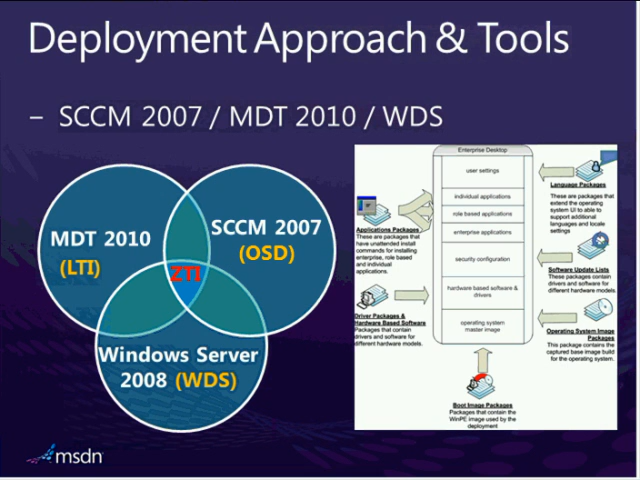 Deployment Approach & Tools
– SCCM 2007 / MDT 2010 / WDS
MDT 2010
(LTI)
SCCM 2007
(OSD)
ZTI
Windows Server
2008 (WDS)
Enterprise Desktop
user settings
individual applications
role based applications
enterprise applications
security configuration
hardware based software &
drivers
operating system
master image
Applications Packages
These are packages that
have unattended install
commands for installing
enterprise, role based
and individual
applications.
Driver Packages &
Hardware Based Software
Packages that contain
drivers and software for
different hardware models.
Language Packages
These are packages that
extend the operating
system UI to able to
support additional
languages and locale
settings
Software Update Lists
These packages contain
drivers and software for
different hardware models.
Operating System Image
Packages
This package contains the
captured base image build
for the operating system.
Boot Image Packages
Packages that contain the
WinPE image used by the
deployment
msdn